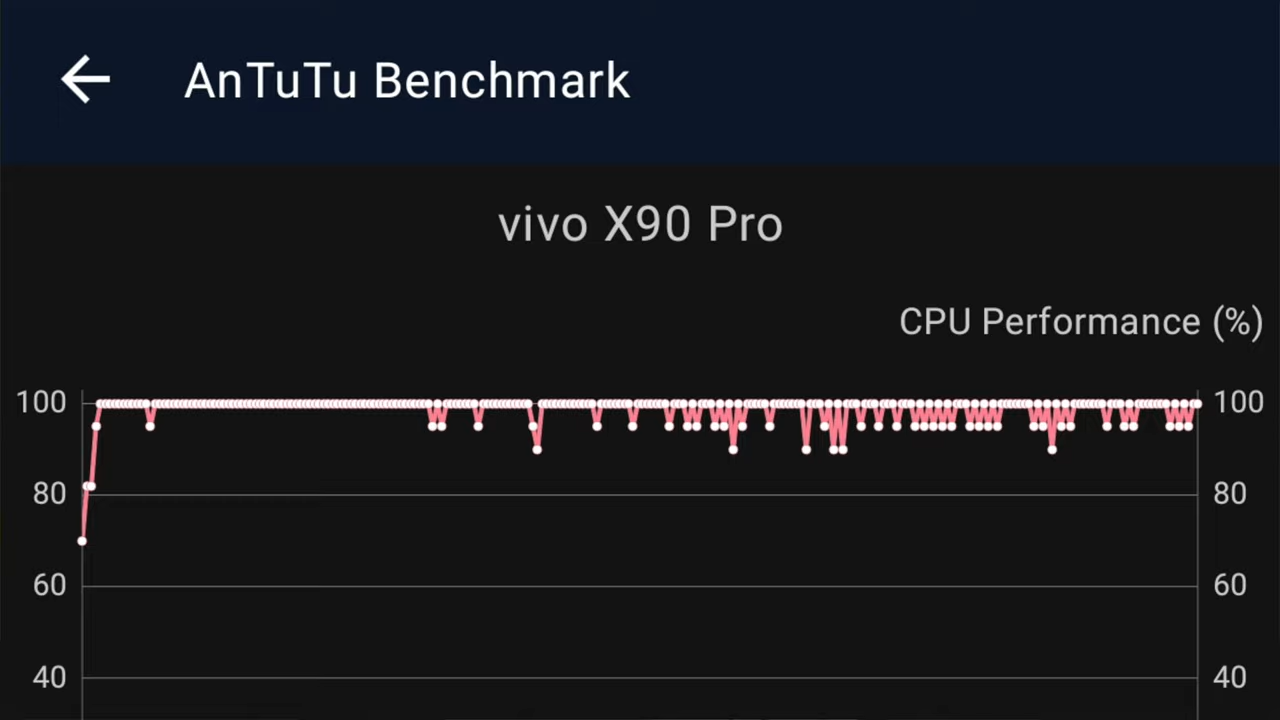 AnTuTu Benchmark
vivo X90 Pro
CPU Performance (%)
100 100
80 80
60 60
40 40